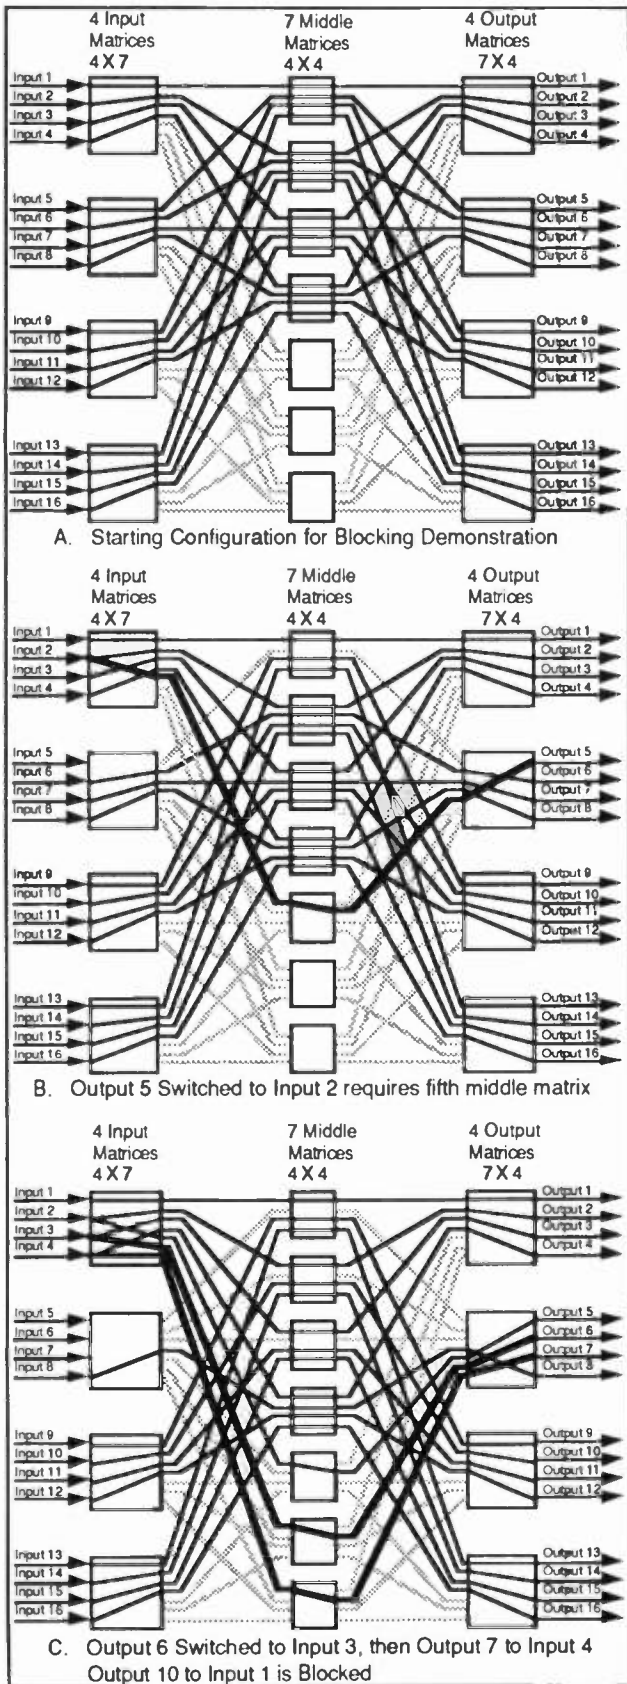 4 Input Matrices 4 X 7
7 Middle Matrices 4 X 4
4 Output Matrices 7 X 4
Input 1
Input 2
Input 3
Input 4
Input 5
Input 6
Input 7
Input 8
Input 9
Input 10
Input 11
Input 12
Input 13
Input 14
Input 15
Input 16
Output 1
Output 2
Output 3
Output 4
Output 5
Output 6
Output 7
Output 8
Output 9
Output 10
Output 11
Output 12
Output 13
Output 14
Output 15
Output 16
A. Starting Configuration for Blocking Demonstration
4 Input Matrices 4 X 7
7 Middle Matrices 4 X 4
4 Output Matrices 7 X 4
Input 1
Input 2
Input 3
Input 4
Input 5
Input 6
Input 7
Input 8
Input 9
Input 10
Input 11
Input 12
Input 13
Input 14
Input 15
Input 16
Output 1
Output 2
Output 3
Output 4
Output 5
Output 6
Output 7
Output 8
Output 9
Output 10
Output 11
Output 12
Output 13
Output 14
Output 15
Output 16
B. Output 5 Switched to Input 2 requires fifth middle matrix
4 Input Matrices 4 X 7
7 Middle Matrices 4 X 4
4 Output Matrices 7 X 4
Input 1
Input 2
Input 3
Input 4
Input 5
Input 6
Input 7
Input 8
Input 9
Input 10
Input 11
Input 12
Input 13
Input 14
Input 15
Input 16
Output 1
Output 2
Output 3
Output 4
Output 5
Output 6
Output 7
Output 8
Output 9
Output 10
Output 11
Output 12
Output 13
Output 14
Output 15
Output 16
C. Output 6 Switched to Input 3, then Output 7 to Input 4
Output 10 to Input 1 is Blocked